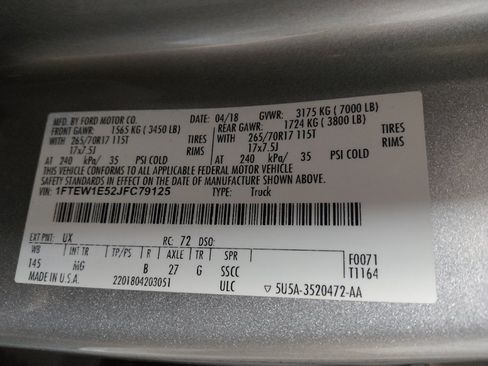 MFD. BY FORD MOTOR CO. DATE: 04/18 GVWR: 3175 KG ( 7000 LB)
FRONT GAWR: 1565 KG ( 3450 LB) REAR GAWR: 1724 KG ( 3800 LB)
WITH 265/70R17 115T TIRES WITH 265/70R17 115T TIRES
17x7.5J RIMS 17x7.5J RIMS
AT 240 kPa/ 35 PSI COLD AT 240 kPa/ 35 PSI COLD
THIS VEHICLE CONFORMS TO ALL APPLICABLE FEDERAL MOTOR VEHICLE
SAFETY, BUMPER, AND THEFT PREVENTION STANDARDS IN
EFFECT ON THE DATE OF MANUFACTURE SHOWN ABOVE.
VIN: 1FTEW1E52JFC79125 TYPE: Truck
EXT PNT: UX RC: 72 DSO:
WB INT TR TP/PS R AXLE TR SPR F0071
145 MG B 27 G SSCC T1164
MADE IN U.S.A. 2201804203051 ULC ▽ 5U5A-3520472-AA